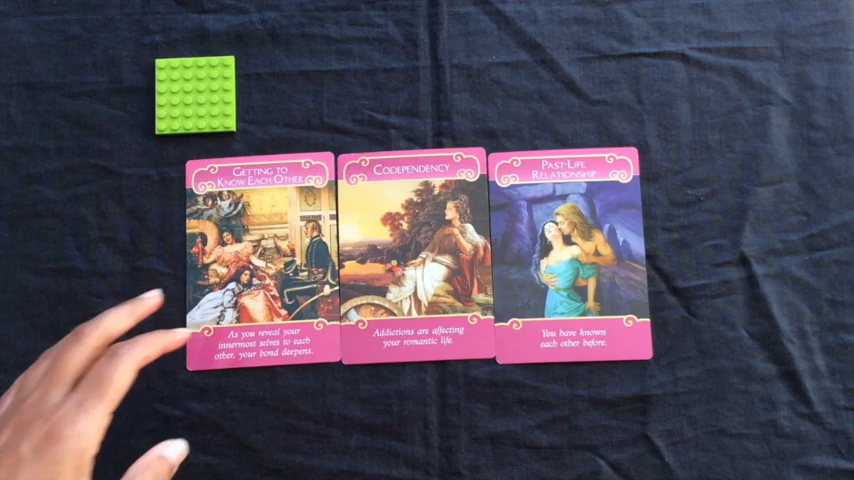 Getting to
Know Each Other
As you reveal your
innermost selves to each
other, your bond deepens.
Codependency
Addictions are affecting
your romantic life.
Past-Life
Relationship
You have known
each other before.